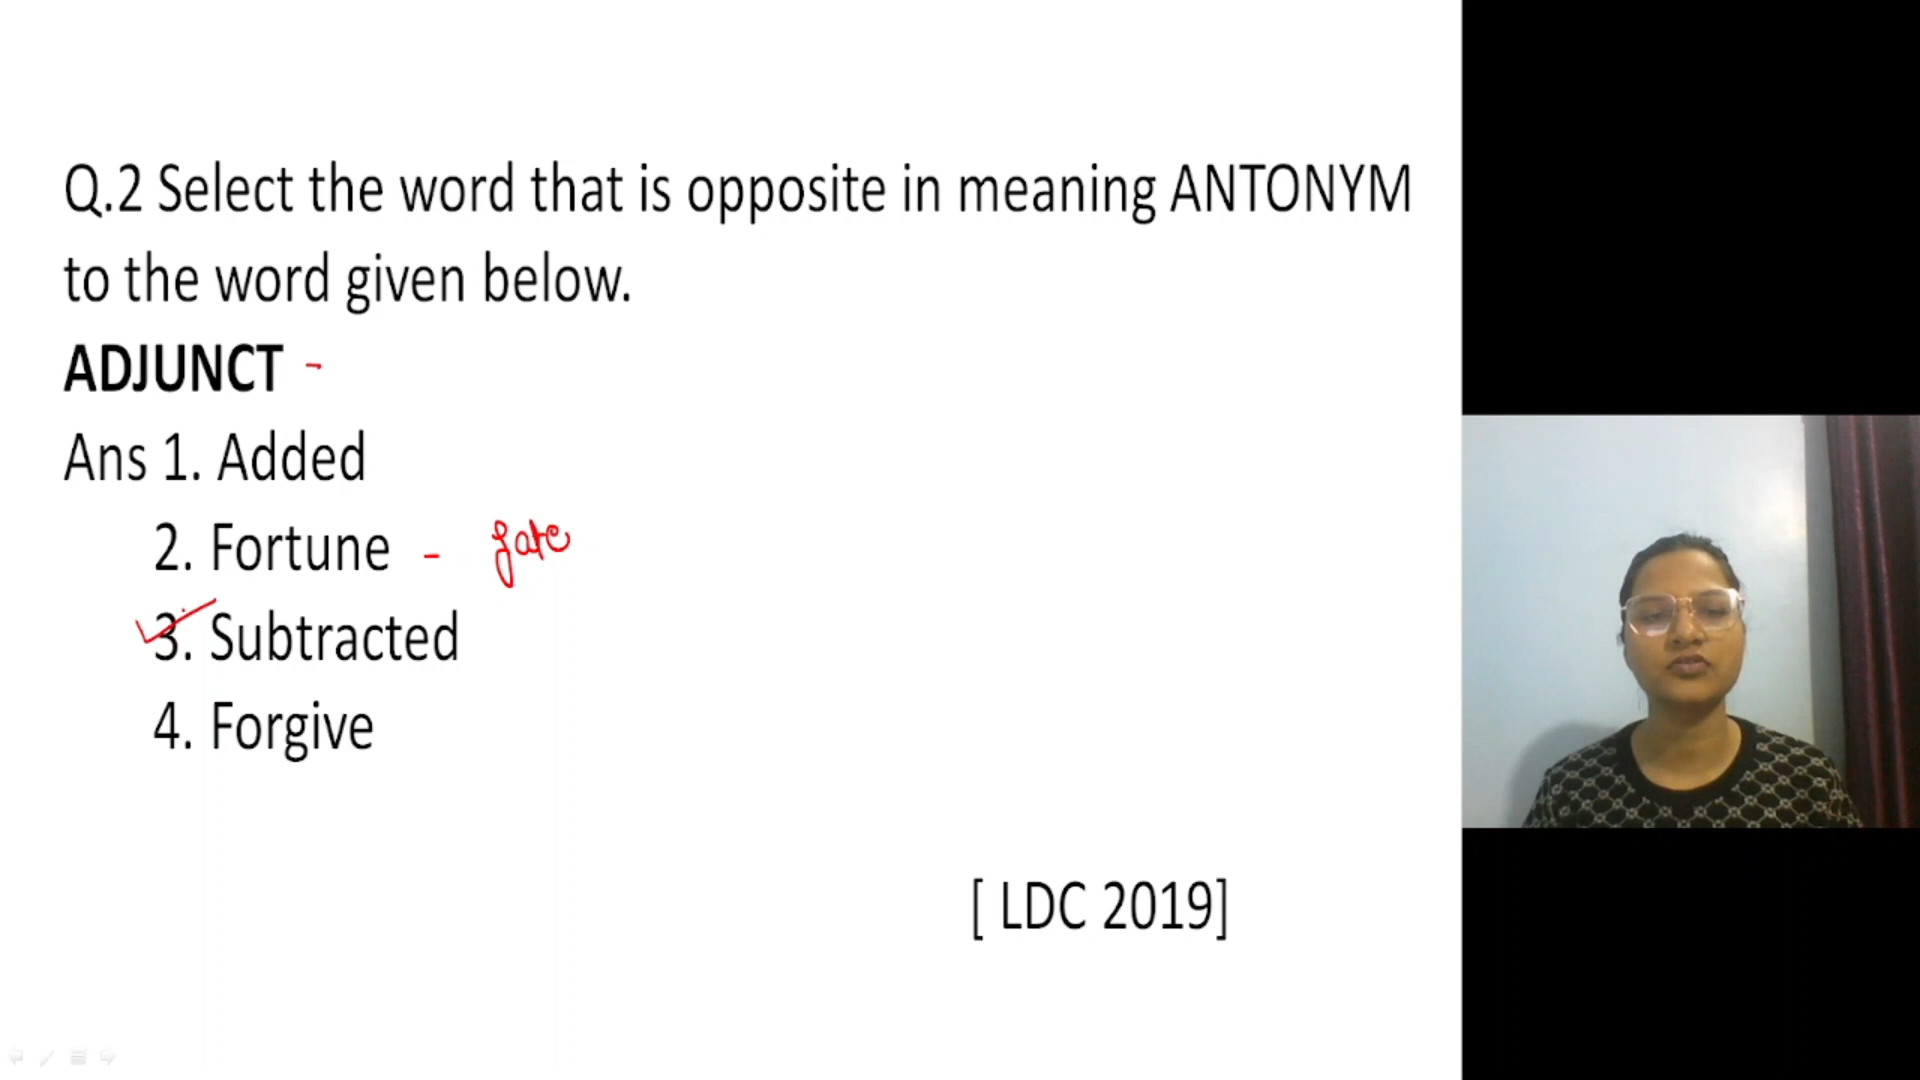 Q.2 Select the word that is opposite in meaning ANTONYM
to the word given below.
ADJUNCT -
Ans 1. Added
2. Fortune - fate
3. Subtracted
4. Forgive
[ LDC 2019]